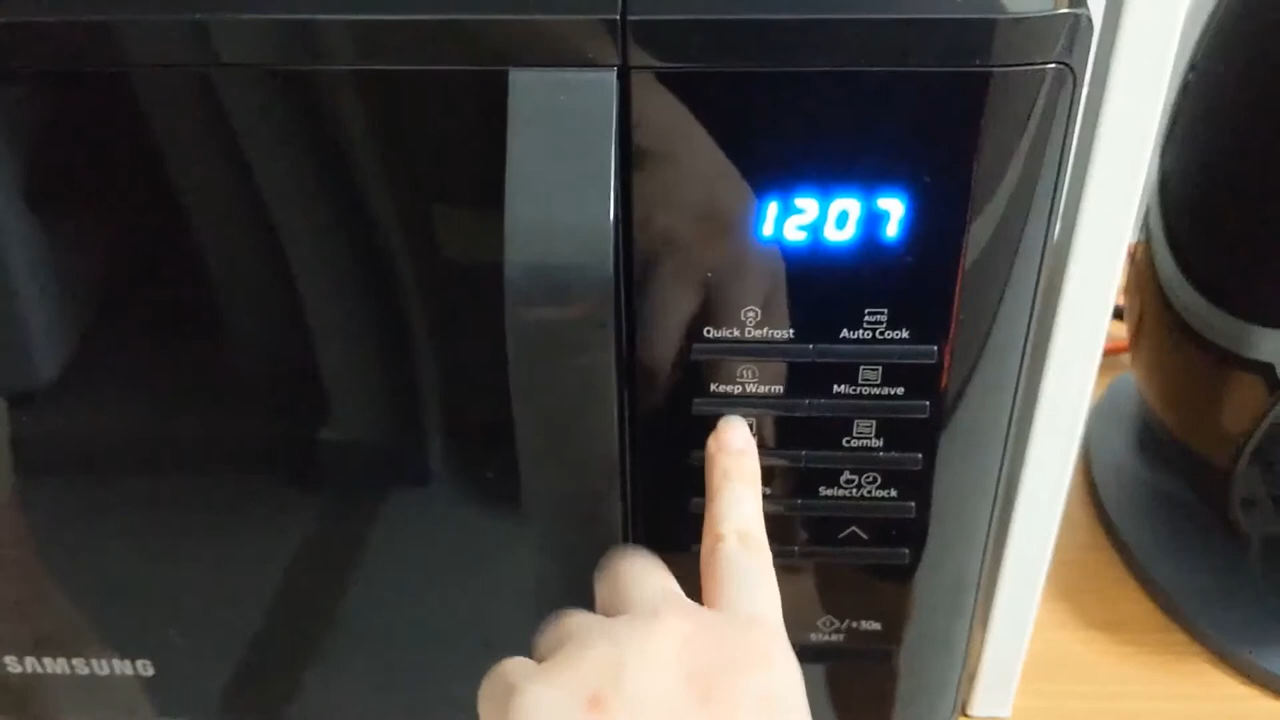 1207
Quick Defrost
AUTO
Auto Cook
Keep Warm
Microwave
Combi
Select/Clock
/+30s
START
SAMSUNG